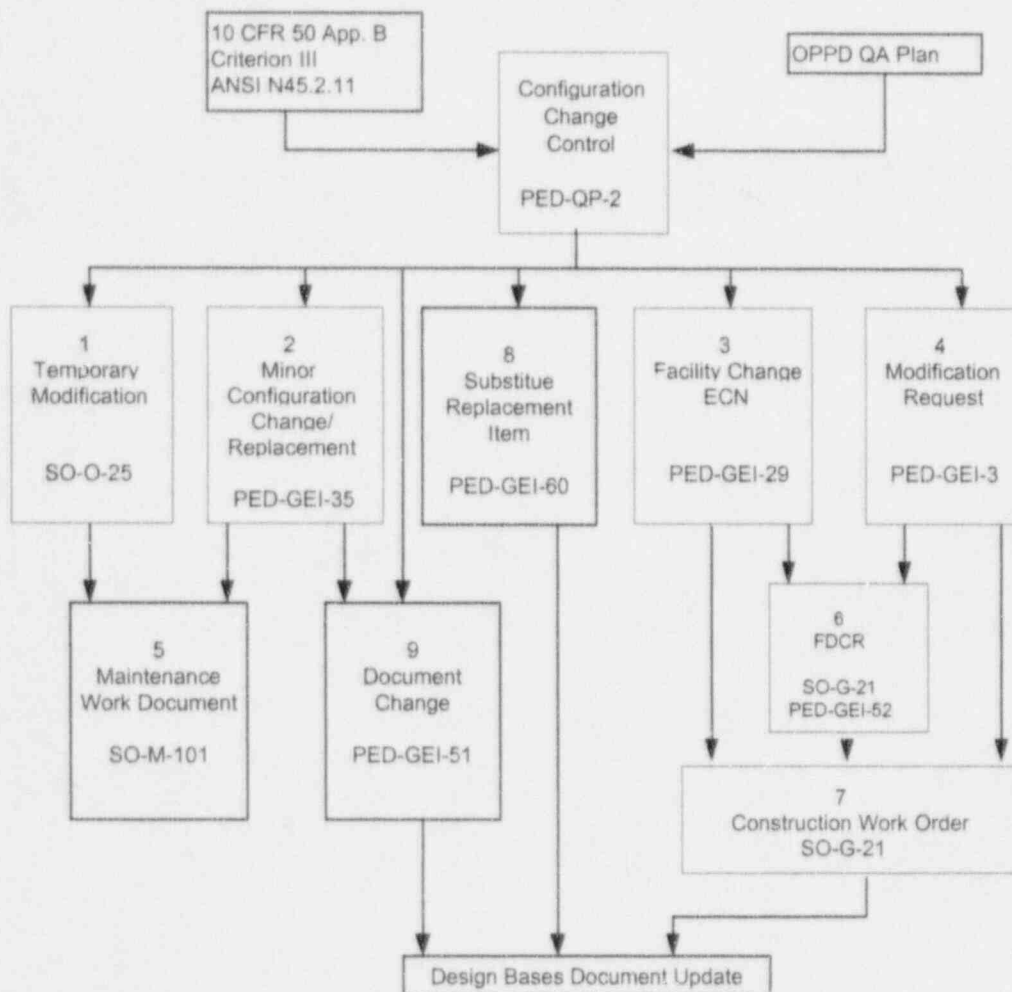 10 CFR 50 App. B
Criterion III
ANSI N45.2.11
OPPD QA Plan
Configuration
Change
Control
PED-QP-2
1
Temporary
Modification
SO-O-25
2
Minor
Configuration
Change/
Replacement
PED-GEI-35
8
Substitue
Replacement
Item
PED-GEI-60
3
Facility Change
ECN
PED-GEI-29
4
Modification
Request
PED-GEI-3
5
Maintenance
Work Document
SO-M-101
9
Document
Change
PED-GEI-51
6
FDCR
SO-G-21
PED-GEI-52
7
Construction Work Order
SO-G-21
Design Bases Document Update